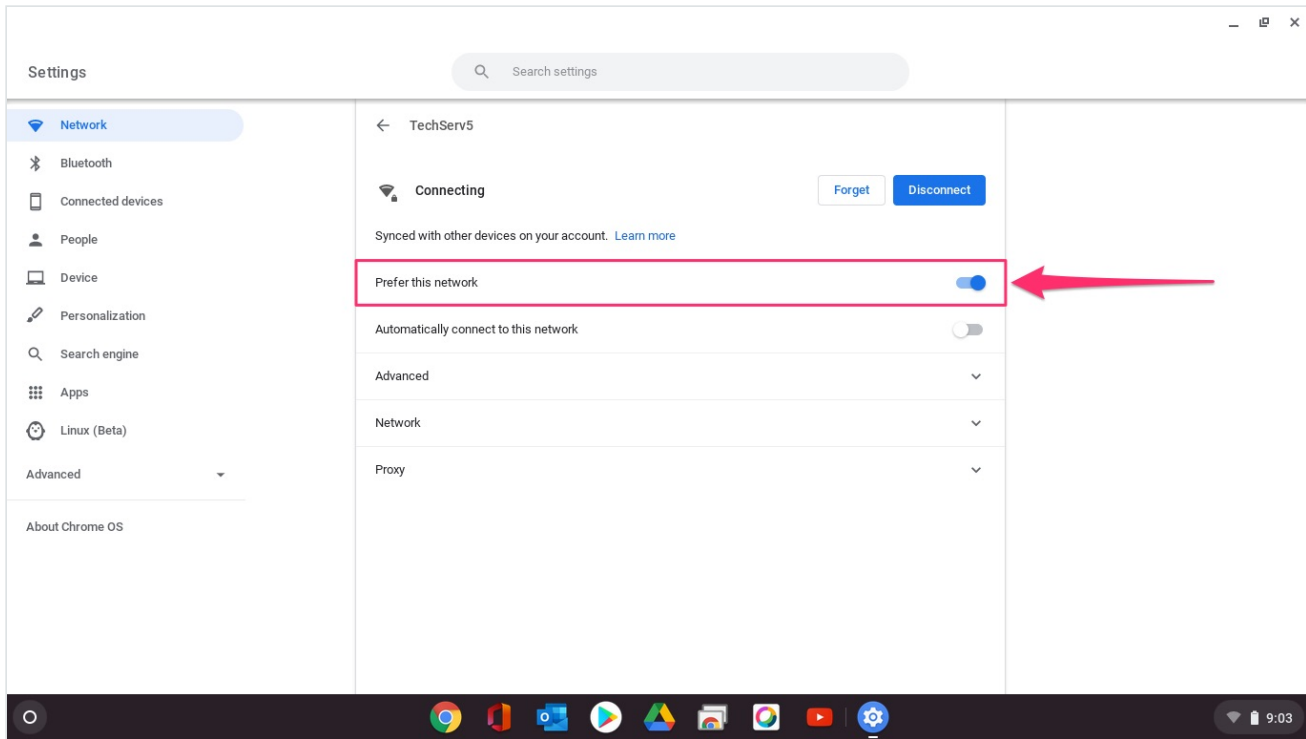 Settings
Search settings
Network
Bluetooth
Connected devices
People
Device
Personalization
Search engine
Apps
Linux (Beta)
Advanced
About Chrome OS
TechServ5
Connecting
Forget
Disconnect
Synced with other devices on your account. Learn more
Prefer this network
Automatically connect to this network
Advanced
Network
Proxy
9:03